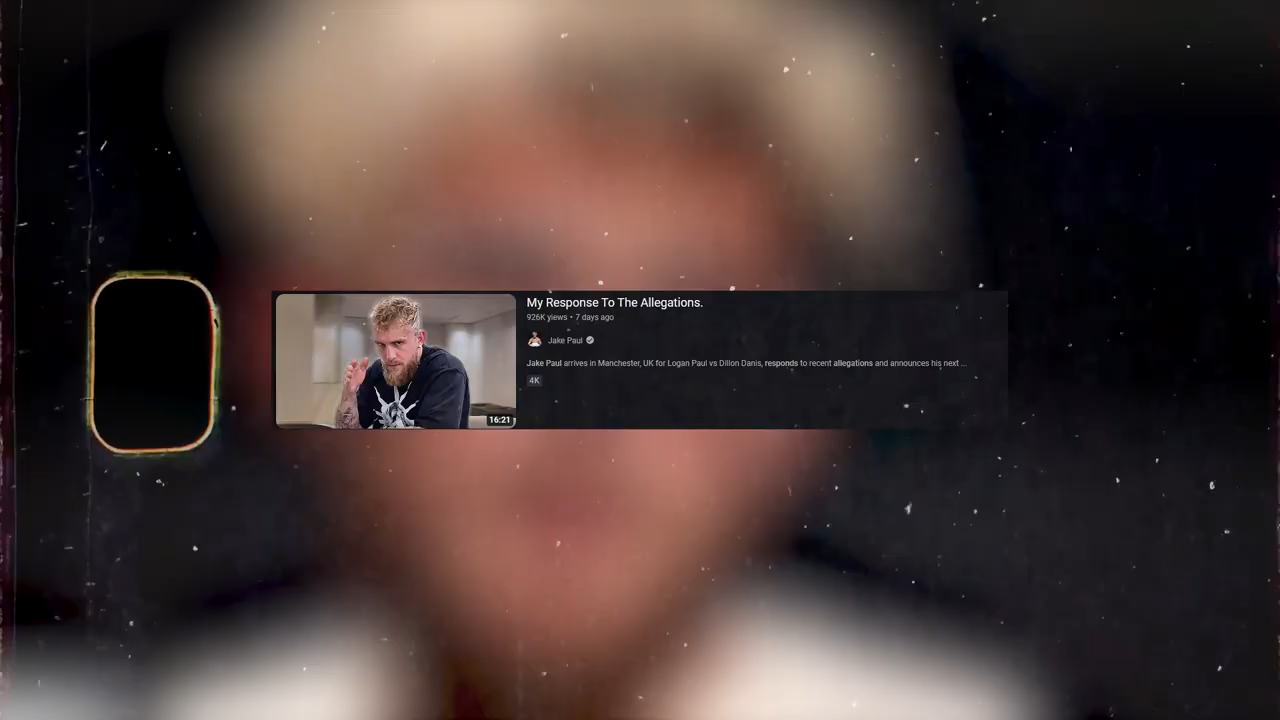 My Response To The Allegations.
926K views • 7 days ago
Jake Paul
Jake Paul arrives in Manchester, UK for Logan Paul vs Dillon Danis, responds to recent allegations and announces his next ...
4K
16:21